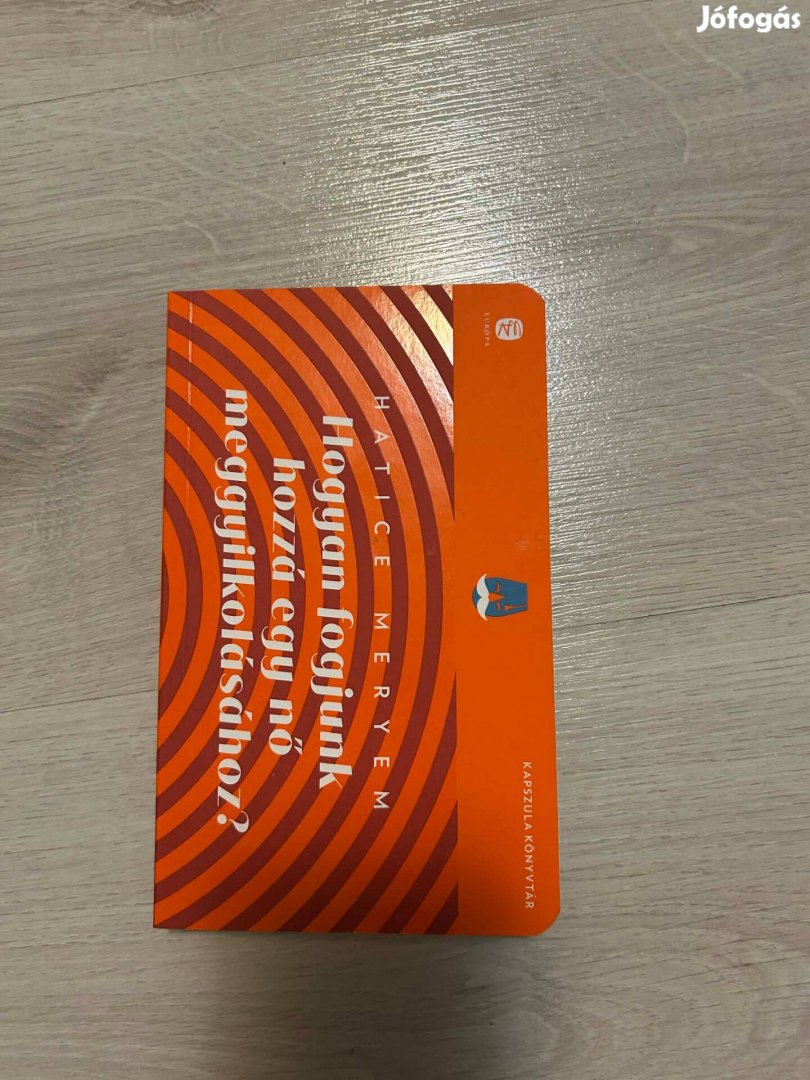 Jófogás
EURÓPA
KAPSZULA KÖNYVTÁR
HATICE MERYEM
Hogyan fogjunk
hozzá egy nő
meggyilkolásához?